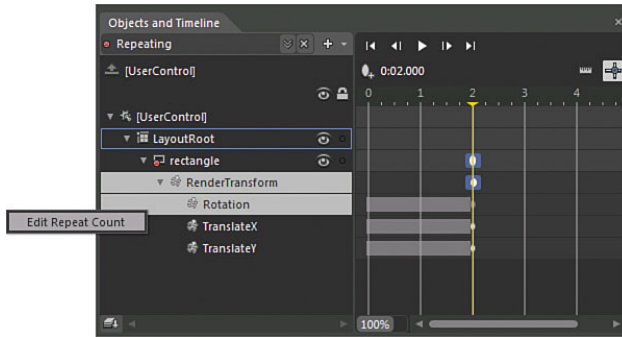 Objects and Timeline
Repeating
[UserControl]
0:02.000
0 1 2 3 4
[UserControl]
LayoutRoot
rectangle
RenderTransform
Rotation
Edit Repeat Count
TranslateX
TranslateY
100%